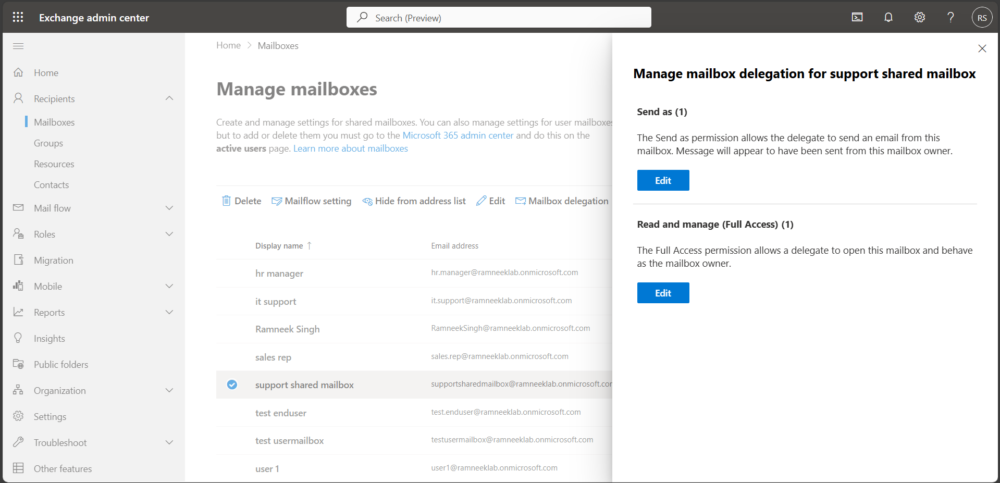 Exchange admin center
Search (Preview)
RS
Home
Recipients
Mailboxes
Groups
Resources
Contacts
Mail flow
Roles
Migration
Mobile
Reports
Insights
Public folders
Organization
Settings
Troubleshoot
Other features
Home > Mailboxes
Manage mailboxes
Create and manage settings for shared mailboxes. You can also manage settings for user mailboxes
but to add or delete them you must go to the Microsoft 365 admin center and do this on the
active users page. Learn more about mailboxes
Delete Mailflow setting Hide from address list Edit Mailbox delegation
Display name ↑ Email address
hr manager hr.manager@ramneeklab.onmicrosoft.com
it support it.support@ramneeklab.onmicrosoft.com
Ramneek Singh RamneekSingh@ramneeklab.onmicrosoft.com
sales rep sales.rep@ramneeklab.onmicrosoft.com
support shared mailbox supportsharedmailbox@ramneeklab.onmicrosoft.cor
test enduser test.enduser@ramneeklab.onmicrosoft.com
test usermailbox testusermailbox@ramneeklab.onmicrosoft.com
user 1 user1@ramneeklab.onmicrosoft.com
Manage mailbox delegation for support shared mailbox
Send as (1)
The Send as permission allows the delegate to send an email from this
mailbox. Message will appear to have been sent from this mailbox owner.
Edit
Read and manage (Full Access) (1)
The Full Access permission allows a delegate to open this mailbox and behave
as the mailbox owner.
Edit